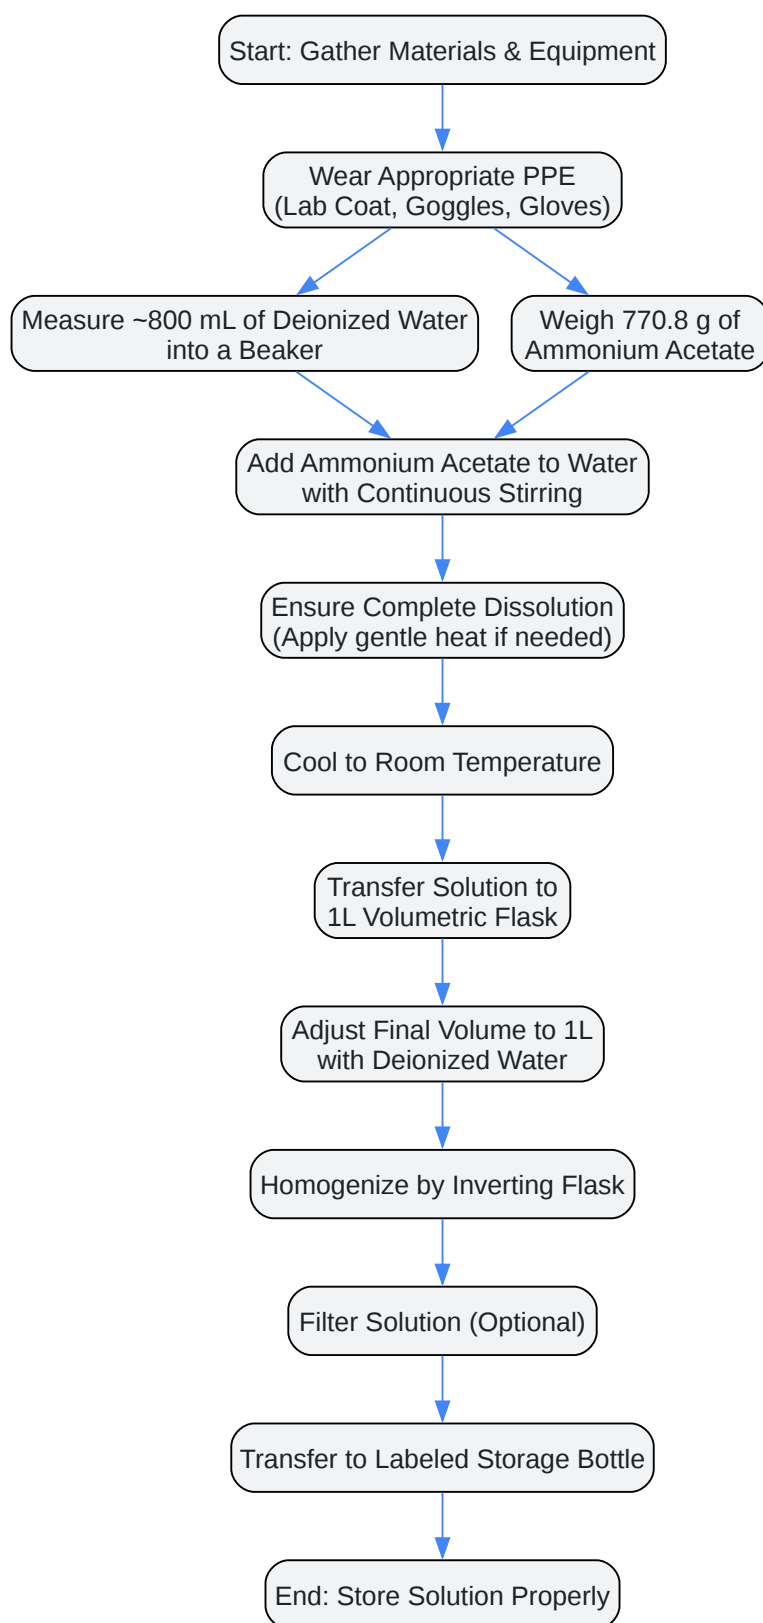 Start: Gather Materials & Equipment
Wear Appropriate PPE
(Lab Coat, Goggles, Gloves)
Measure ~800 mL of Deionized Water
into a Beaker
Weigh 770.8 g of
Ammonium Acetate
Add Ammonium Acetate to Water
with Continuous Stirring
Ensure Complete Dissolution
(Apply gentle heat if needed)
Cool to Room Temperature
Transfer Solution to
1L Volumetric Flask
Adjust Final Volume to 1L
with Deionized Water
Homogenize by Inverting Flask
Filter Solution (Optional)
Transfer to Labeled Storage Bottle
End: Store Solution Properly